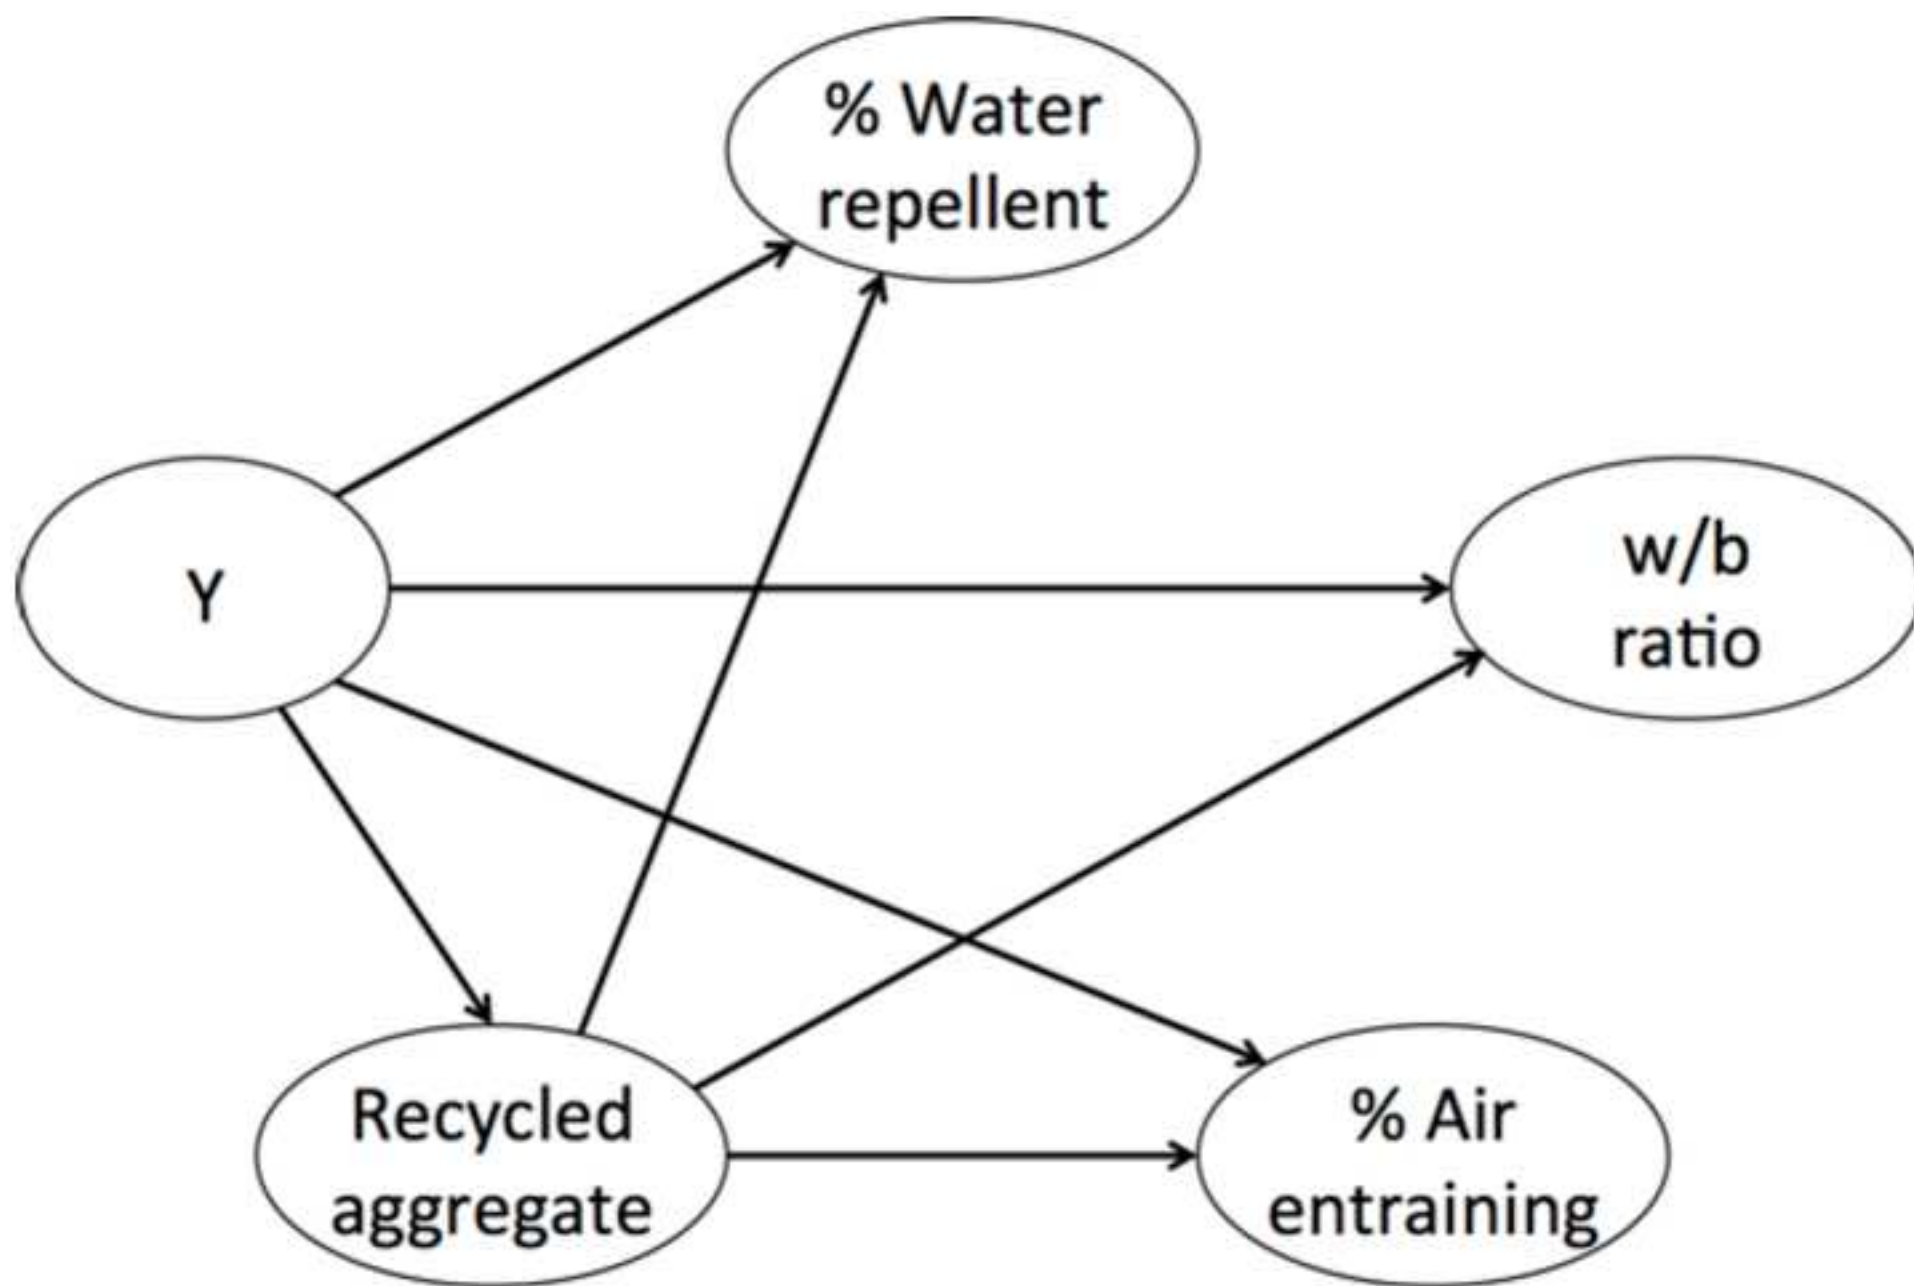 % Water
repellent
Y
w/b
ratio
Recycled
aggregate
% Air
entraining